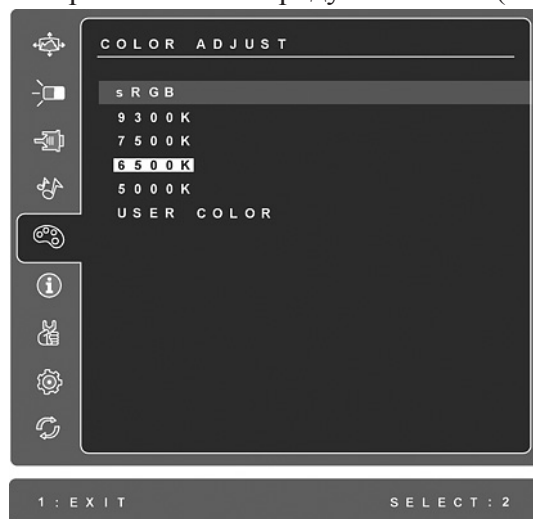 COLOR ADJUST
sRGB
9300K
7500K
6500K
5000K
USER COLOR
1:EXIT SELECT:2